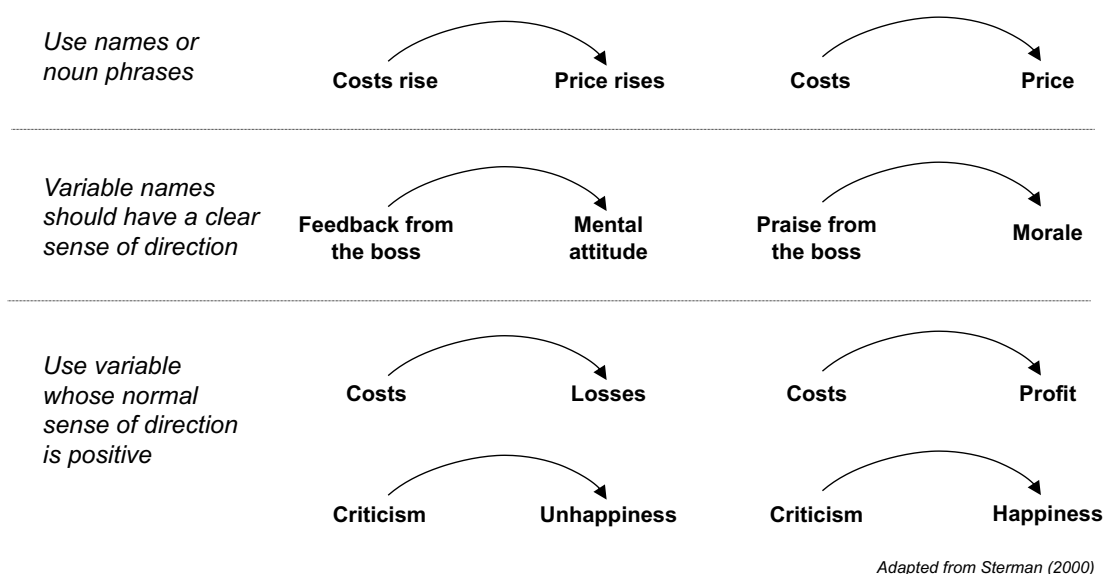 Use names or
noun phrases
Costs rise
Price rises
Costs
Price
Variable names
should have a clear
sense of direction
Feedback from
the boss
Mental
attitude
Praise from
the boss
Morale
Use variable
whose normal
sense of direction
is positive
Costs
Losses
Costs
Profit
Criticism
Unhappiness
Criticism
Happiness
Adapted from Sterman (2000)